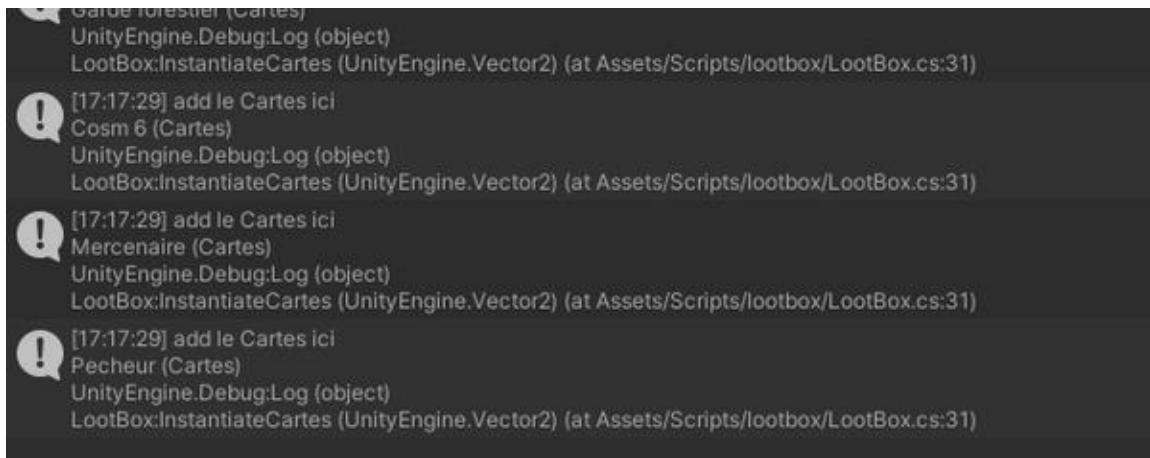 Garde forestier (Cartes)
UnityEngine.Debug:Log (object)
LootBox:InstantiateCartes (UnityEngine.Vector2) (at Assets/Scripts/lootbox/LootBox.cs:31)
[17:17:29] add le Cartes ici
Cosm 6 (Cartes)
UnityEngine.Debug:Log (object)
LootBox:InstantiateCartes (UnityEngine.Vector2) (at Assets/Scripts/lootbox/LootBox.cs:31)
[17:17:29] add le Cartes ici
Mercenaire (Cartes)
UnityEngine.Debug:Log (object)
LootBox:InstantiateCartes (UnityEngine.Vector2) (at Assets/Scripts/lootbox/LootBox.cs:31)
[17:17:29] add le Cartes ici
Pecheur (Cartes)
UnityEngine.Debug:Log (object)
LootBox:InstantiateCartes (UnityEngine.Vector2) (at Assets/Scripts/lootbox/LootBox.cs:31)